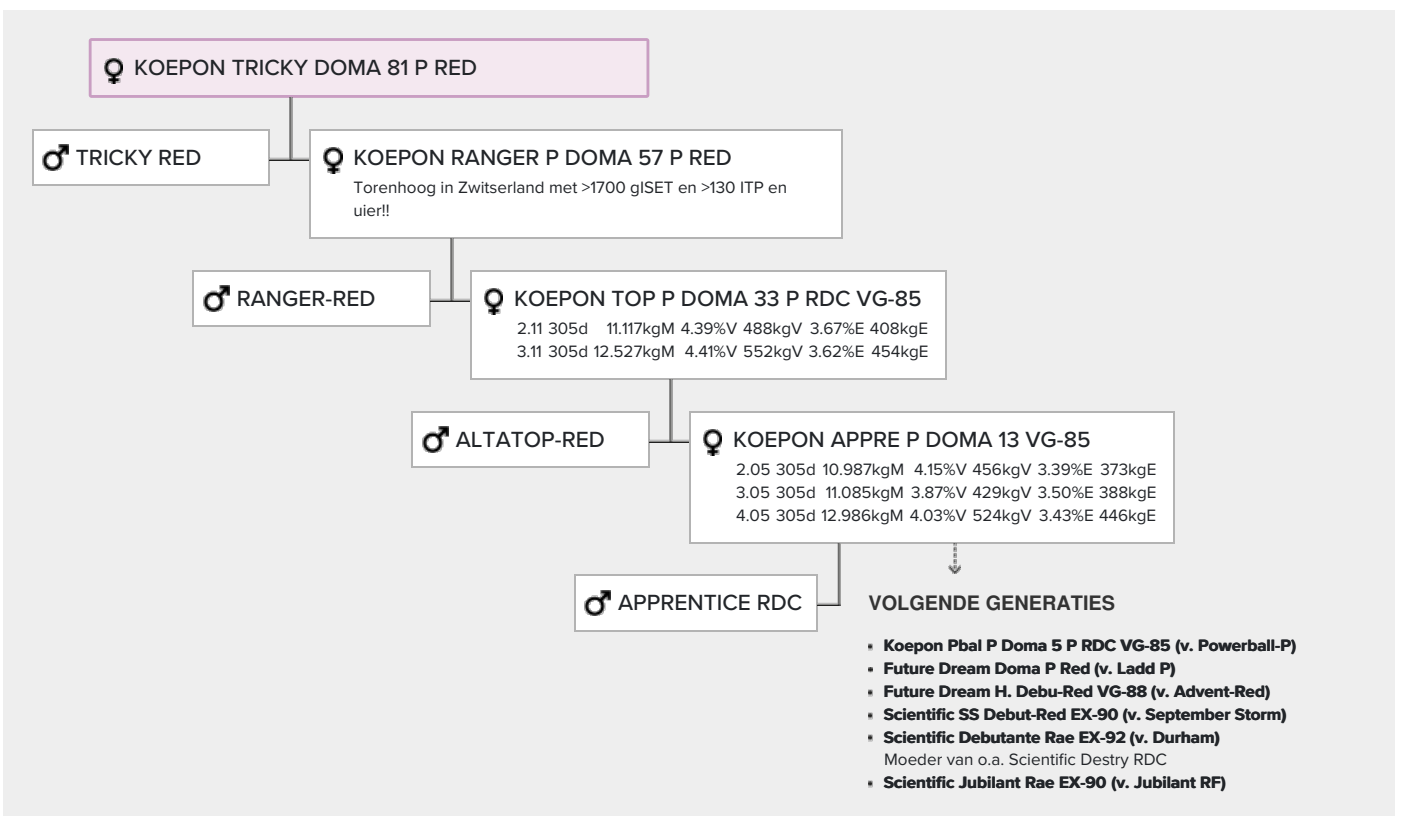 KOEPON TRICKY DOMA 81 P RED
TRICKY RED
KOEPON RANGER P DOMA 57 P RED
Torenhoog in Zwitserland met >1700 gISET en >130 ITP en
uier!!
RANGER-RED
KOEPON TOP P DOMA 33 P RDC VG-85
2.11 305d 11.117kgM 4.39%V 488kgV 3.67%E 408kgE
3.11 305d 12.527kgM 4.41%V 552kgV 3.62%E 454kgE
ALTATOP-RED
KOEPON APPRE P DOMA 13 VG-85
2.05 305d 10.987kgM 4.15%V 456kgV 3.39%E 373kgE
3.05 305d 11.085kgM 3.87%V 429kgV 3.50%E 388kgE
4.05 305d 12.986kgM 4.03%V 524kgV 3.43%E 446kgE
APPRENTICE RDC
VOLGENDE GENERATIES
Koepon Pbal P Doma 5 P RDC VG-85 (v. Powerball-P)
Future Dream Doma P Red (v. Ladd P)
Future Dream H. Debu-Red VG-88 (v. Advent-Red)
Scientific SS Debut-Red EX-90 (v. September Storm)
Scientific Debutante Rae EX-92 (v. Durham)
Moeder van o.a. Scientific Destry RDC
Scientific Jubilant Rae EX-90 (v. Jubilant RF)